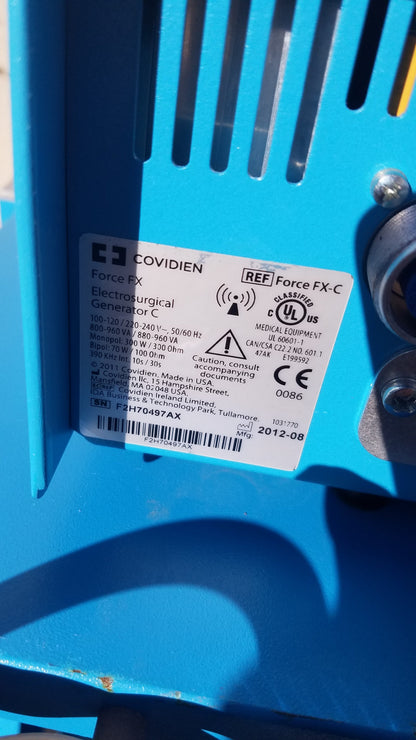 COVIDIEN
REF Force FX-C
Force FX
Electrosurgical
Generator C
100-120 / 220-240 V~, 50/60 Hz
800-960 VA / 880-960 VA
Monopol: 300 W / 300 Ohm
Bipol: 70 W / 100 Ohm
390 KHz Int: 10s / 30s
Caution, consult
accompanying
documents
CLASSIFIED
C UL US
MEDICAL EQUIPMENT
UL 60601-1
CAN/CSA C22.2 NO. 601.1
47AK E199592
CE
0086
© 2011 Covidien, Made in USA.
Covidien llc, 15 Hampshire Street,
Mansfield, MA 02048 USA.
Covidien Ireland Limited,
IDA Business & Technology Park, Tullamore.
SN F2H70497AX
F2H70497AX
1031770
Mfg: 2012-08